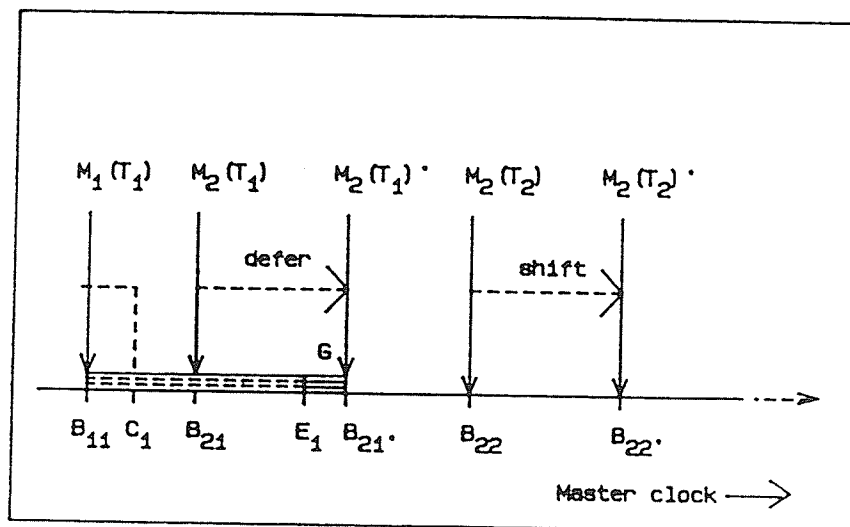 M₁(T₁) M₂(T₁) M₂(T₁)' M₂(T₂) M₂(T₂)'
defer shift
G
B₁₁ C₁ B₂₁ E₁ B₂₁' B₂₂ B₂₂'
Master clock